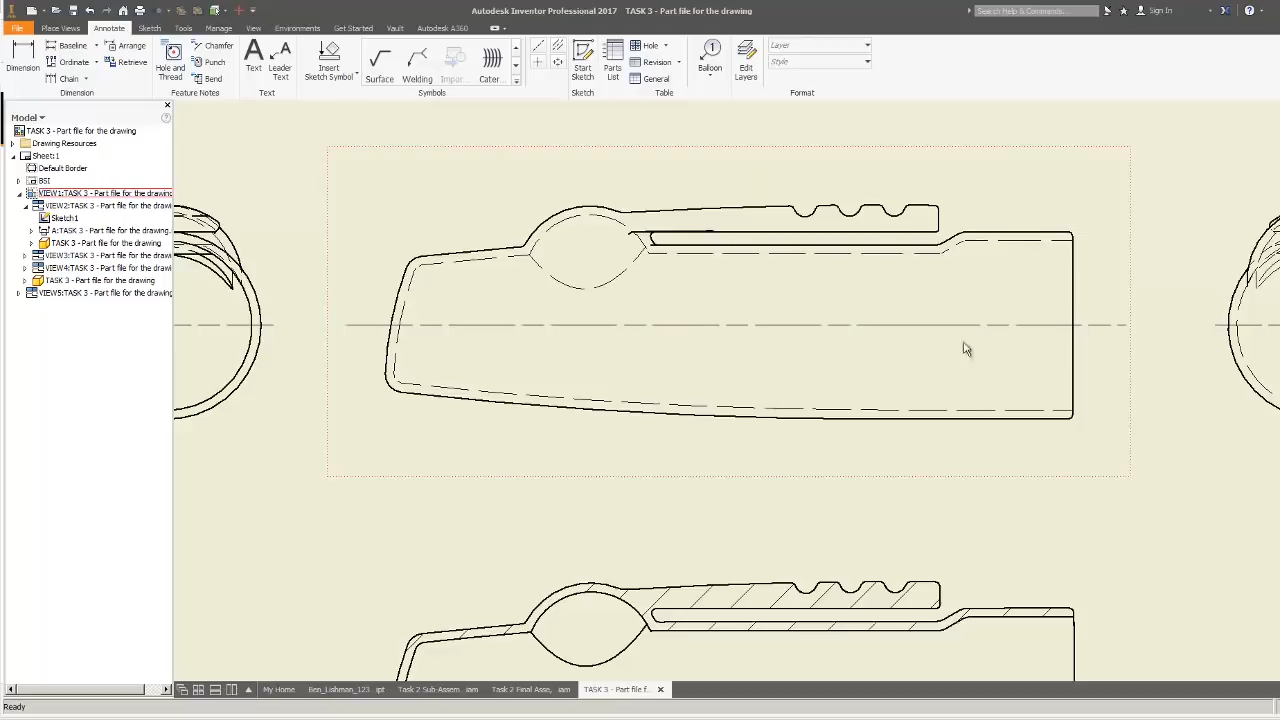 Autodesk Inventor Professional 2017 TASK 3 - Part file for the drawing
Search Help & Commands...
Sign In
File Place Views Annotate Sketch Tools Manage View Environments Get Started Vault Autodesk A360
Dimension
Baseline
Ordinate
Chain
Arrange
Retrieve
Dimension
Hole and Thread
Chamfer
Punch
Bend
Feature Notes
Text
Leader Text
Text
Insert Sketch Symbol
Surface
Welding
Impor...
Cater...
Symbols
Start Sketch
Sketch
Parts List
Hole
Revision
General
Table
Balloon
Edit Layers
Layer
Style
Format
Model
TASK 3 - Part file for the drawing
Drawing Resources
Sheet:1
Default Border
BSI
VIEW1:TASK 3 - Part file for the drawing
VIEW2:TASK 3 - Part file for the drawi
Sketch1
A:TASK 3 - Part file for the drawing.
TASK 3 - Part file for the drawing
VIEW3:TASK 3 - Part file for the drawi
VIEW4:TASK 3 - Part file for the drawi
TASK 3 - Part file for the drawing
VIEW5:TASK 3 - Part file for the drawing
My Home Ben_Lishman_123 ipt Task 2 Sub-Assem iam Task 2 Final Asse, iam TASK 3 - Part file f...
Ready